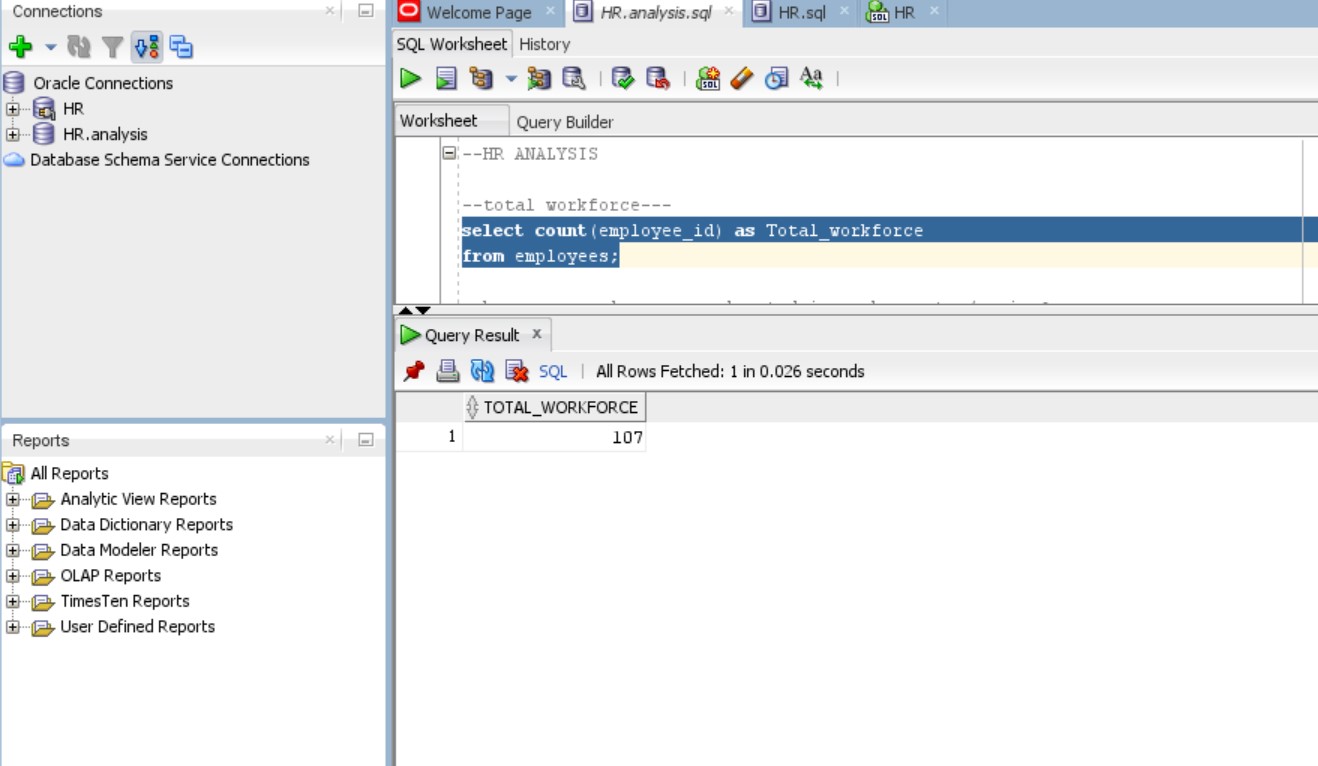 Connections
Oracle Connections
HR
HR.analysis
Database Schema Service Connections
Reports
All Reports
Analytic View Reports
Data Dictionary Reports
Data Modeler Reports
OLAP Reports
TimesTen Reports
User Defined Reports
Welcome Page HR.analysis.sql HR.sql HR
SQL Worksheet History
Worksheet Query Builder
--HR ANALYSIS
--total workforce---
select count(employee_id) as Total_workforce
from employees;
Query Result
SQL All Rows Fetched: 1 in 0.026 seconds
TOTAL_WORKFORCE
1 107